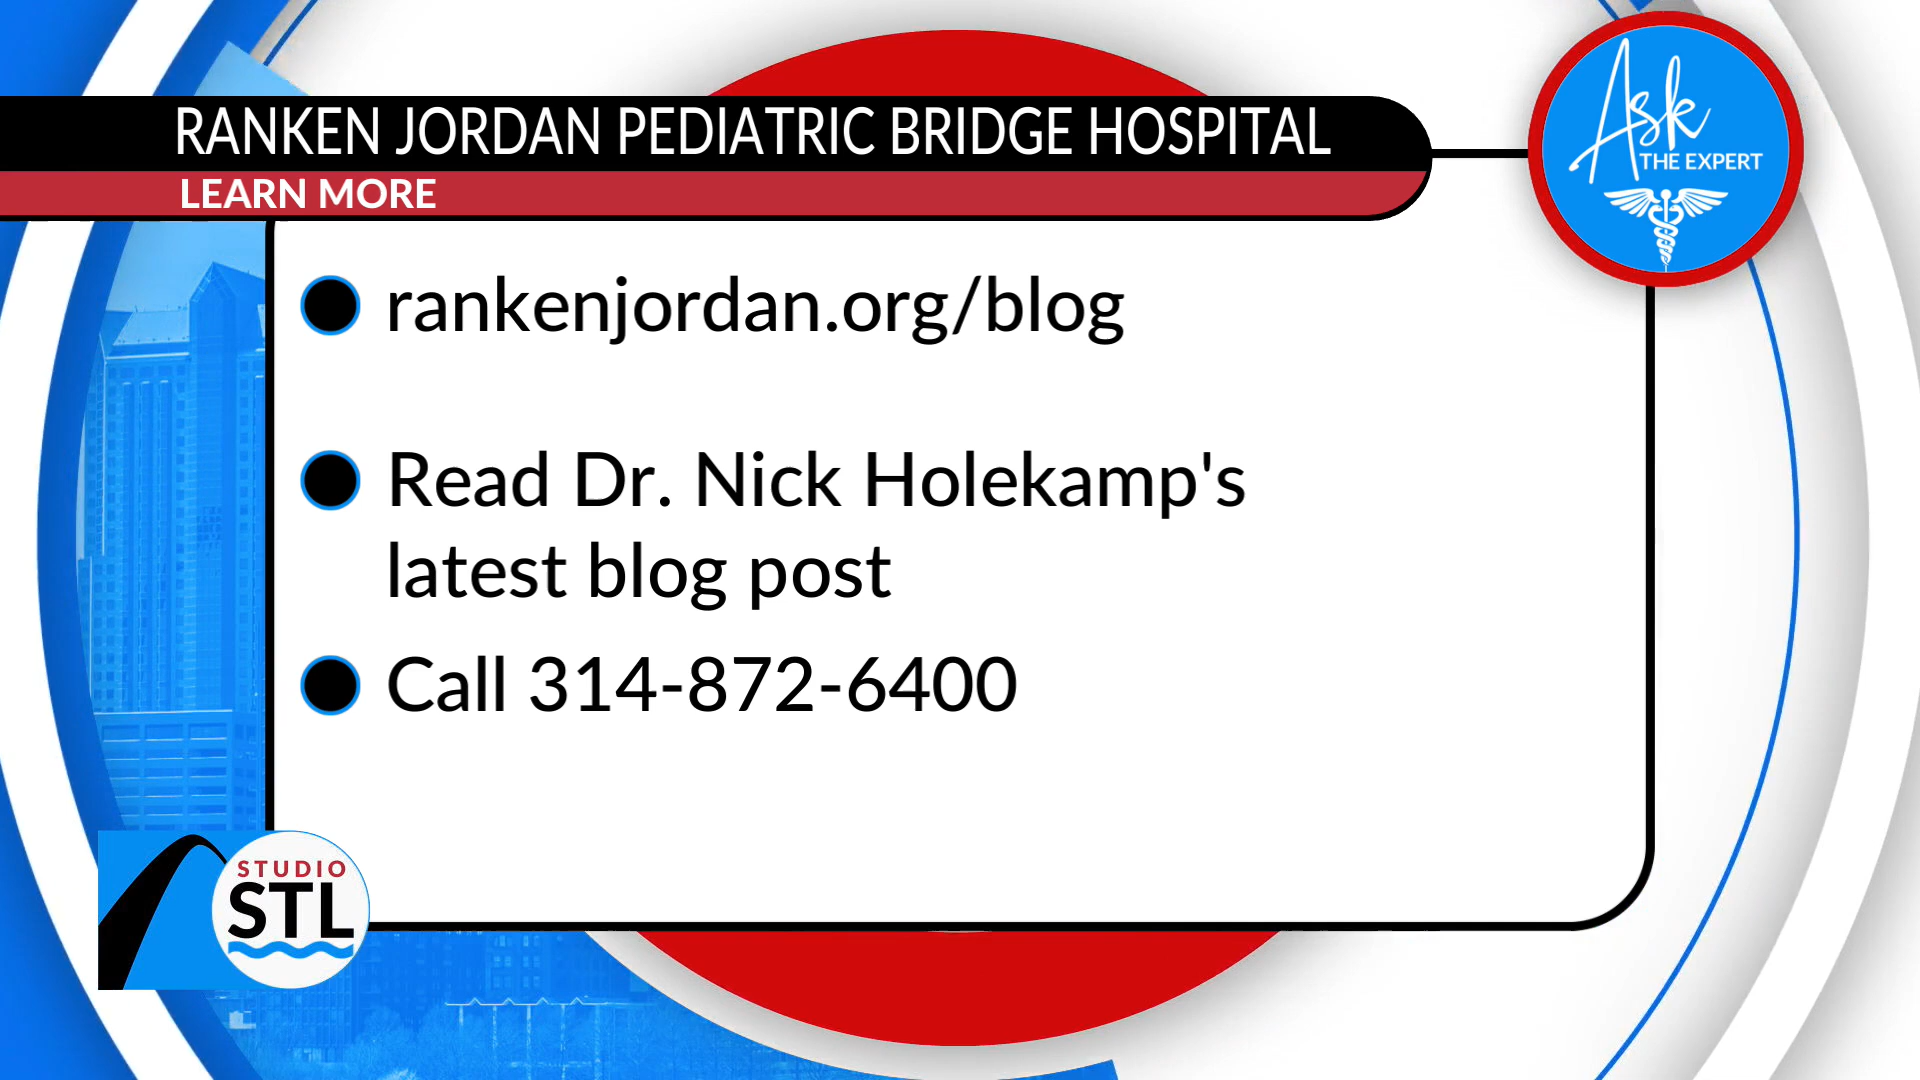 RANKEN JORDAN PEDIATRIC BRIDGE HOSPITAL
LEARN MORE
Ask
THE EXPERT
rankenjordan.org/blog
Read Dr. Nick Holekamp's
latest blog post
Call 314-872-6400
STUDIO
STL